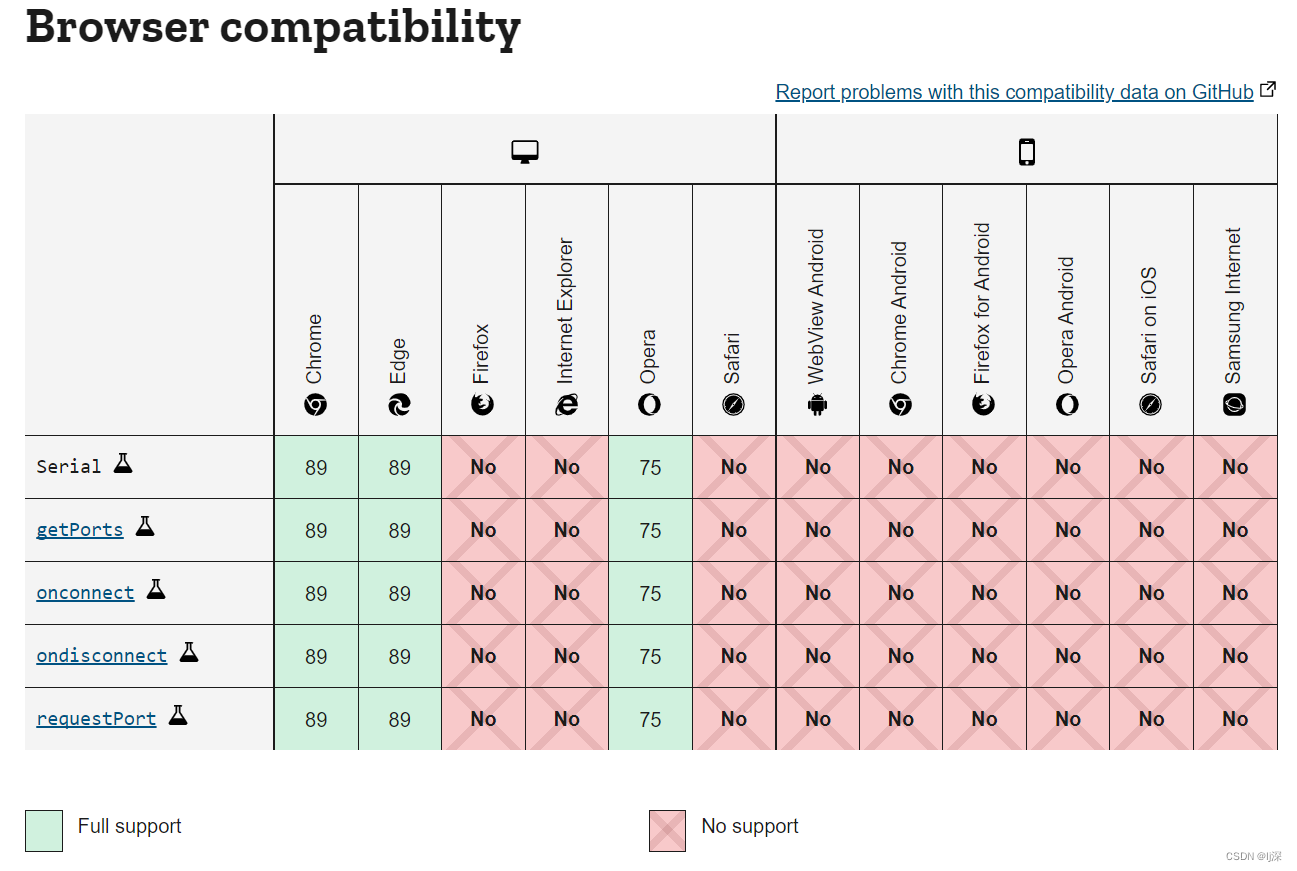 Browser compatibility
Report problems with this compatibility data on GitHub
Chrome
Edge
Firefox
Internet Explorer
Opera
Safari
WebView Android
Chrome Android
Firefox for Android
Opera Android
Safari on iOS
Samsung Internet
Serial 89 89 No No 75 No No No No No No No
getPorts 89 89 No No 75 No No No No No No No
onconnect 89 89 No No 75 No No No No No No No
ondisconnect 89 89 No No 75 No No No No No No No
requestPort 89 89 No No 75 No No No No No No No
Full support
No support
CSDN @lj深